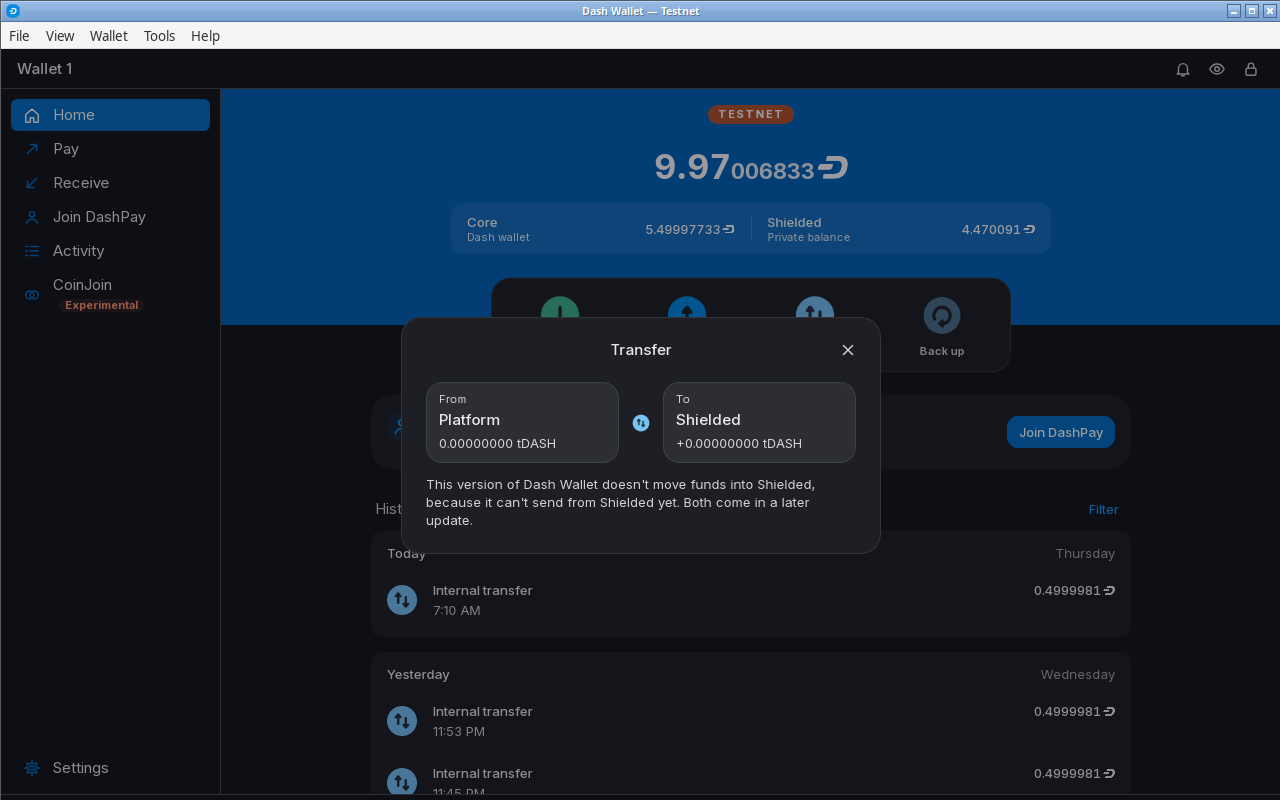 Dash Wallet — Testnet
File View Wallet Tools Help
Wallet 1
Home
Pay
Receive
Join DashPay
Activity
CoinJoin
Experimental
Settings
TESTNET
9.97006833
Core
Dash wallet
5.49997733
Shielded
Private balance
4.470091
Back up
Transfer
From
Platform
0.00000000 tDASH
To
Shielded
+0.00000000 tDASH
This version of Dash Wallet doesn't move funds into Shielded,
because it can't send from Shielded yet. Both come in a later
update.
Join DashPay
Hist
Filter
Today
Thursday
Internal transfer
0.4999981
7:10 AM
Yesterday
Wednesday
Internal transfer
0.4999981
11:53 PM
Internal transfer
0.4999981
11:45 PM